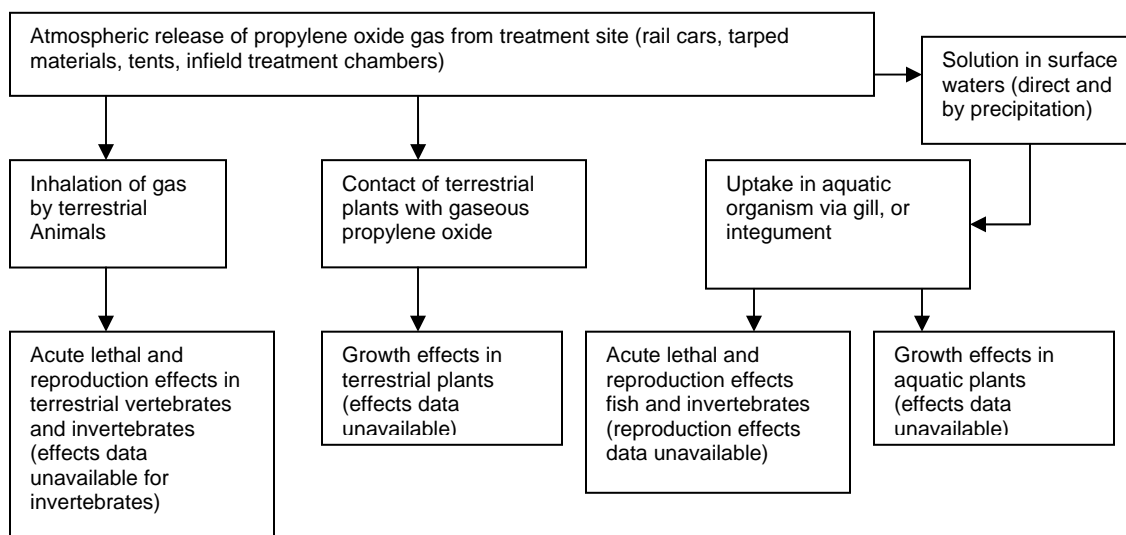 Atmospheric release of propylene oxide gas from treatment site (rail cars, tarped
materials, tents, infield treatment chambers)
Solution in surface
waters (direct and
by precipitation)
Inhalation of gas
by terrestrial
Animals
Contact of terrestrial
plants with gaseous
propylene oxide
Uptake in aquatic
organism via gill, or
integument
Acute lethal and
reproduction effects in
terrestrial vertebrates
and invertebrates
(effects data
unavailable for
invertebrates)
Growth effects in
terrestrial plants
(effects data
unavailable)
Acute lethal and
reproduction effects
fish and invertebrates
(reproduction effects
data unavailable)
Growth effects in
aquatic plants
(effects data
unavailable)